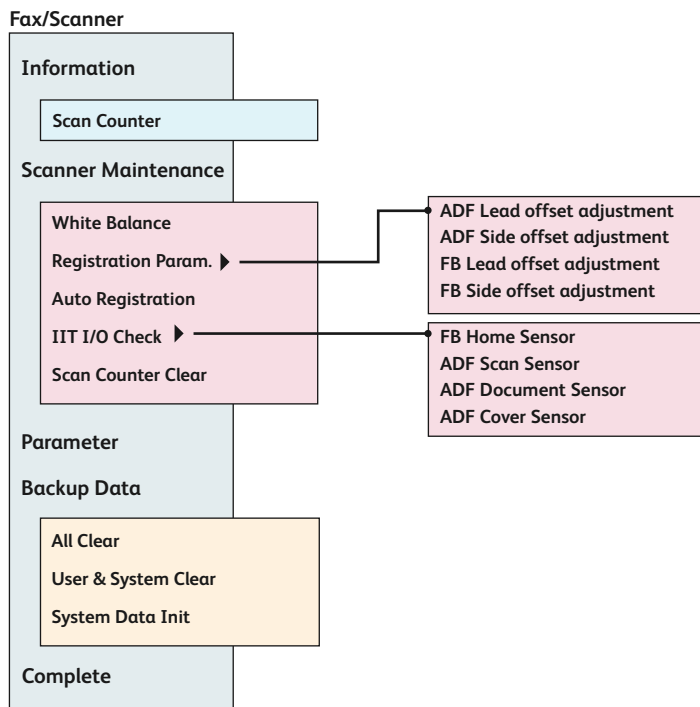 Fax/Scanner
Information
Scan Counter
Scanner Maintenance
White Balance
Registration Param.
Auto Registration
IIT I/O Check
Scan Counter Clear
ADF Lead offset adjustment
ADF Side offset adjustment
FB Lead offset adjustment
FB Side offset adjustment
FB Home Sensor
ADF Scan Sensor
ADF Document Sensor
ADF Cover Sensor
Parameter
Backup Data
All Clear
User & System Clear
System Data Init
Complete